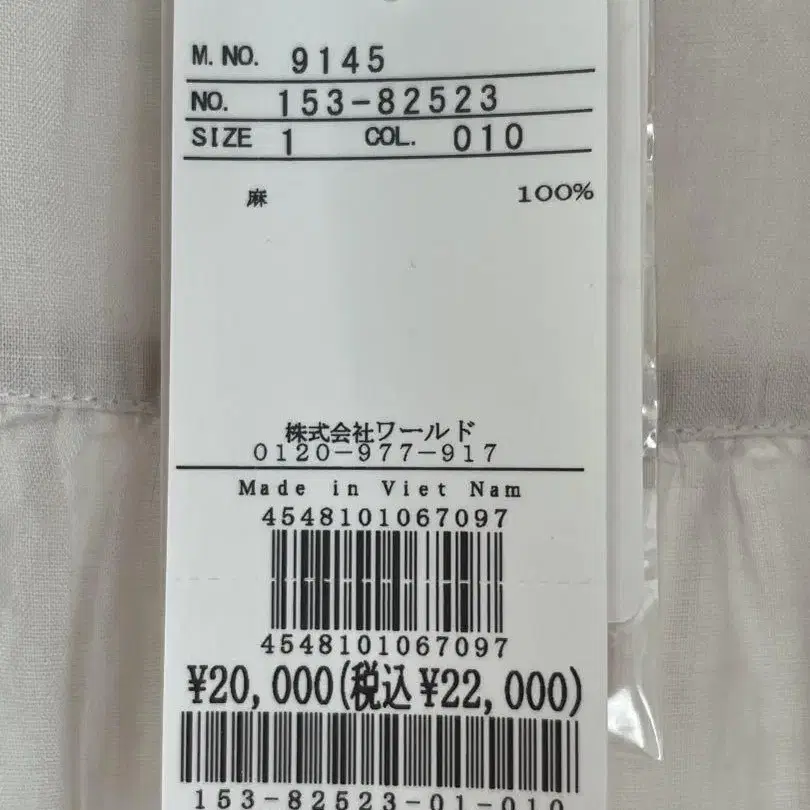 M. NO. 9145
NO. 153-82523
SIZE 1 COL. 010
麻 100%
株式会社ワールド
0120-977-917
Made in Viet Nam
4548101067097
4548101067097
¥20,000(税込¥22,000)
153-82523-01-010